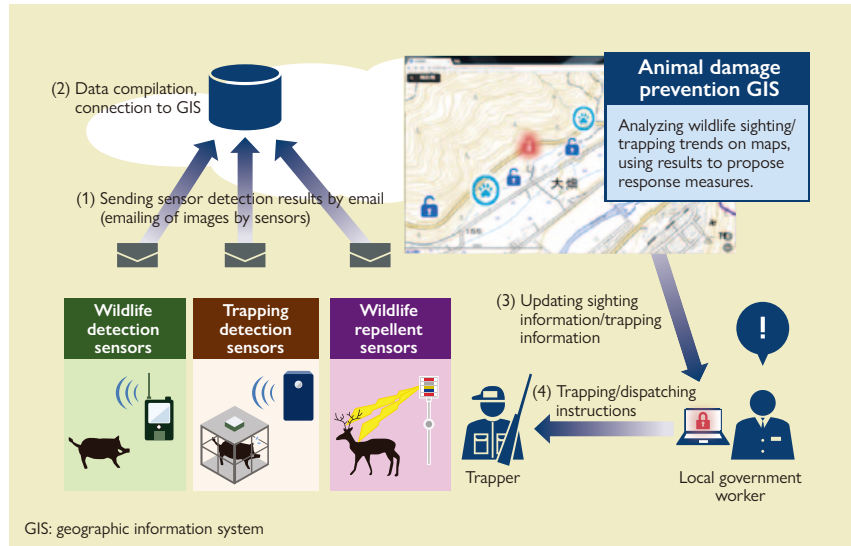 (2) Data compilation,
connection to GIS
Animal damage
prevention GIS
Analyzing wildlife sighting/
trapping trends on maps,
using results to propose
response measures.
大畑
(1) Sending sensor detection results by email
(emailing of images by sensors)
Wildlife
detection
sensors
Trapping
detection
sensors
Wildlife
repellent
sensors
(3) Updating sighting
information/trapping
information
!
(4) Trapping/dispatching
instructions
Trapper
Local government
worker
GIS: geographic information system